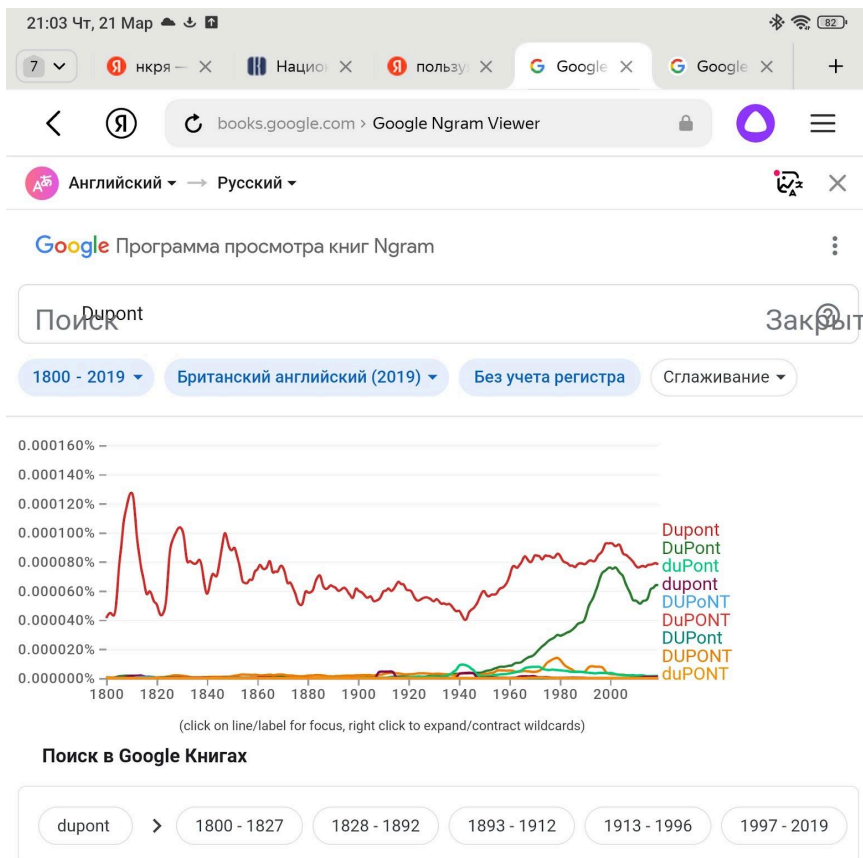 21:03 Чт, 21 Мар
82
7
нкря —
Нацио
пользу
Google
Google
books.google.com › Google Ngram Viewer
Английский → Русский
Google Программа просмотра книг Ngram
Поиск
Dupont
Закрыт
1800 - 2019
Британский английский (2019)
Без учета регистра
Сглаживание
0.000160%
0.000140%
0.000120%
0.000100%
0.000080%
0.000060%
0.000040%
0.000020%
0.000000%
Dupont
DuPont
duPont
dupont
DUPoNT
DuPONT
DUPont
DUPONT
duPONT
1800 1820 1840 1860 1880 1900 1920 1940 1960 1980 2000
(click on line/label for focus, right click to expand/contract wildcards)
Поиск в Google Книгах
dupont
1800 - 1827
1828 - 1892
1893 - 1912
1913 - 1996
1997 - 2019